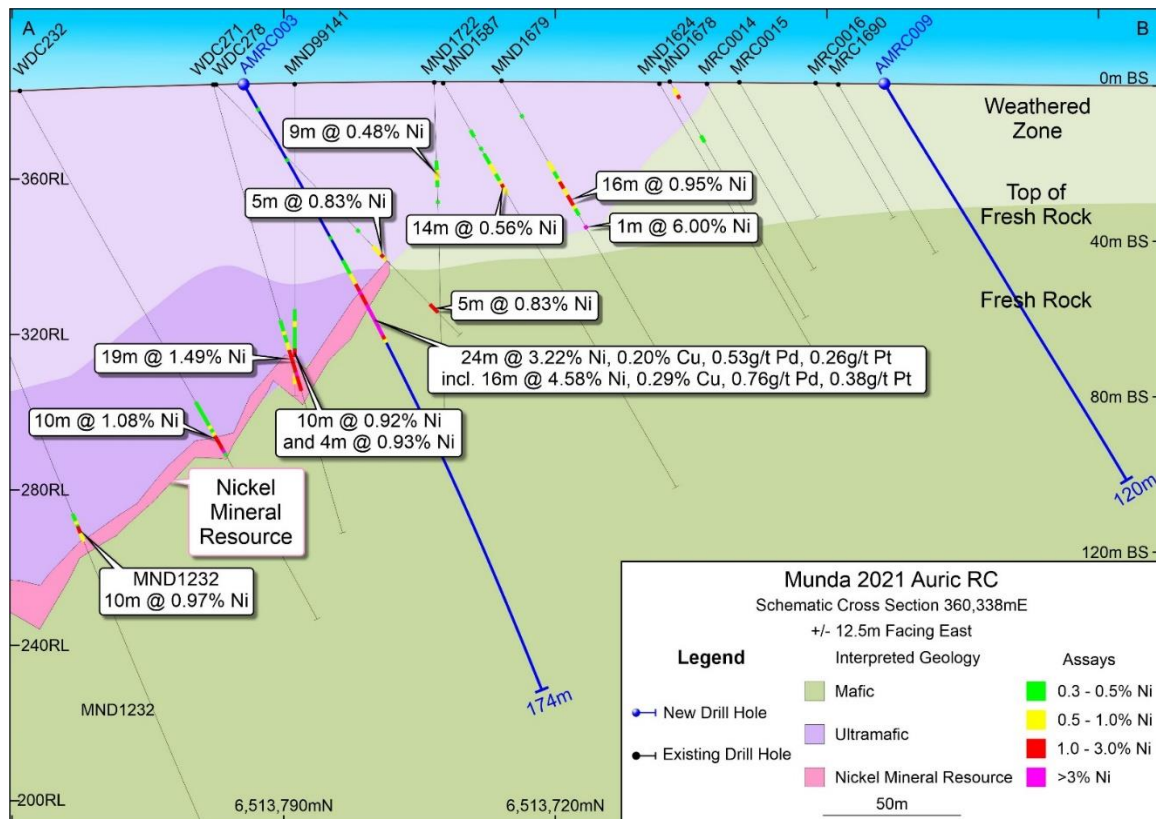 A
B
WDC232
WDC271
WDC278
AMRC003
MND99141
MND1722
MND1587
MND1679
MND1624
MND1678
MRC0014
MRC0015
MRC0016
MRC1690
AMRC009
0m BS
Weathered
Zone
9m @ 0.48% Ni
360RL
5m @ 0.83% Ni
14m @ 0.56% Ni
16m @ 0.95% Ni
1m @ 6.00% Ni
Top of
Fresh Rock
40m BS
Fresh Rock
5m @ 0.83% Ni
320RL
19m @ 1.49% Ni
24m @ 3.22% Ni, 0.20% Cu, 0.53g/t Pd, 0.26g/t Pt
incl. 16m @ 4.58% Ni, 0.29% Cu, 0.76g/t Pd, 0.38g/t Pt
80m BS
10m @ 1.08% Ni
10m @ 0.92% Ni
and 4m @ 0.93% Ni
280RL
Nickel
Mineral
Resource
120m
120m BS
MND1232
10m @ 0.97% Ni
240RL
MND1232
174m
200RL
6,513,790mN
6,513,720mN
Munda 2021 Auric RC
Schematic Cross Section 360,338mE
+/- 12.5m Facing East
Legend
New Drill Hole
Existing Drill Hole
Interpreted Geology
Mafic
Ultramafic
Nickel Mineral Resource
Assays
0.3 - 0.5% Ni
0.5 - 1.0% Ni
1.0 - 3.0% Ni
>3% Ni
50m